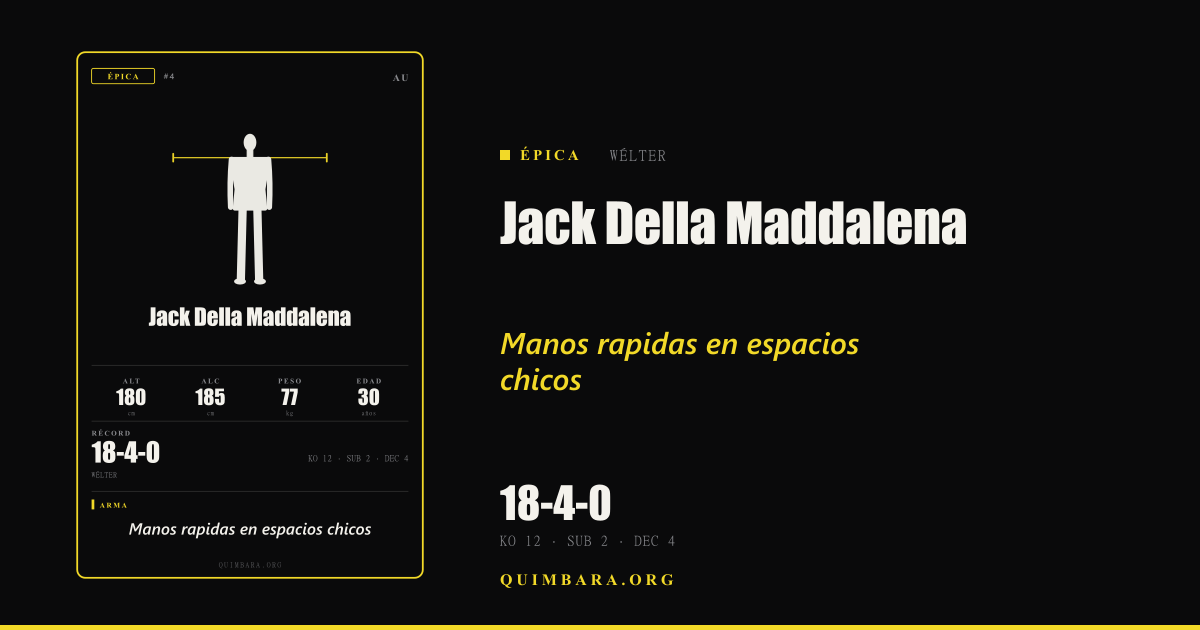 ÉPICA #4 AU
Jack Della Maddalena
ALT ALC PESO EDAD
180 185 77 30
cm cm kg años
RÉCORD
18-4-0
KO 12 · SUB 2 · DEC 4
WÉLTER
ARMA
Manos rapidas en espacios chicos
QUIMBARA.ORG
ÉPICA WÉLTER
Jack Della Maddalena
Manos rapidas en espacios
chicos
18-4-0
KO 12 · SUB 2 · DEC 4
QUIMBARA.ORG